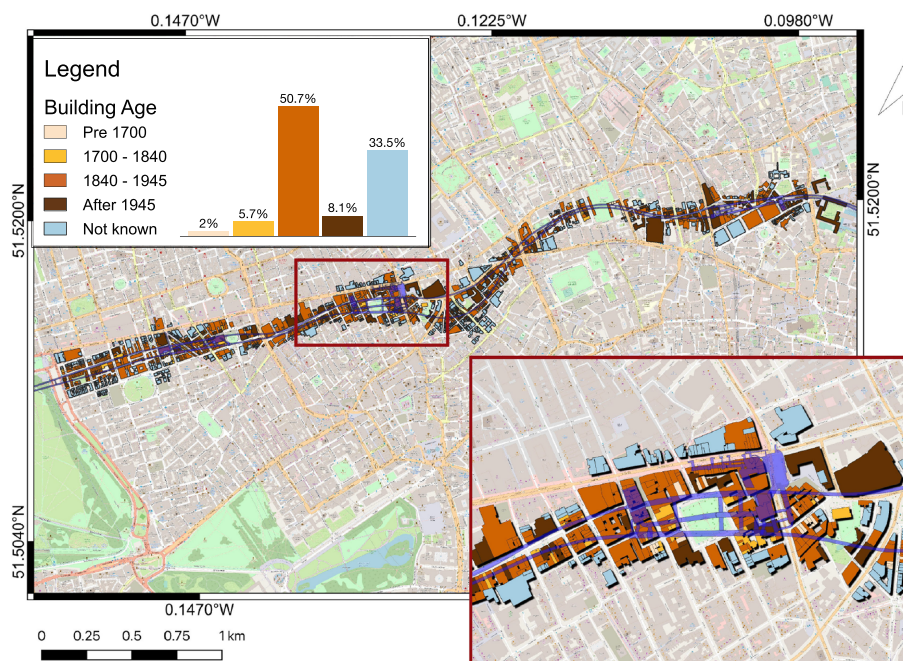 0.1470°W 0.1225°W 0.0980°W
Legend
Building Age
Pre 1700
1700 - 1840
1840 - 1945
After 1945
Not known
2%
5.7%
50.7%
8.1%
33.5%
51.5200°N
51.5200°N
51.5040°N
0.1470°W
0 0.25 0.5 0.75 1 km